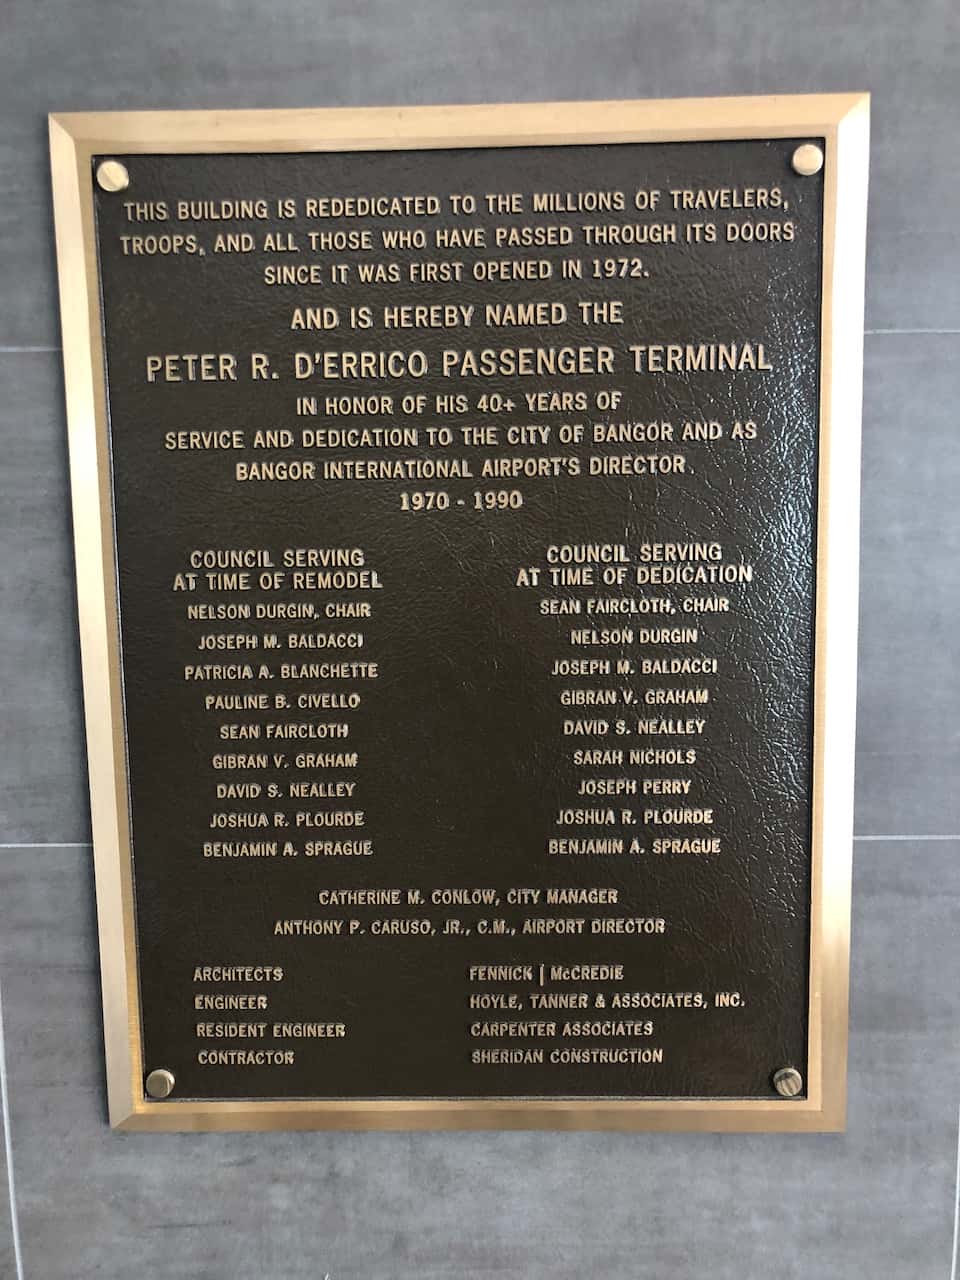 THIS BUILDING IS REDEDICATED TO THE MILLIONS OF TRAVELERS,
TROOPS, AND ALL THOSE WHO HAVE PASSED THROUGH ITS DOORS
SINCE IT WAS FIRST OPENED IN 1972.
AND IS HEREBY NAMED THE
PETER R. D'ERRICO PASSENGER TERMINAL
IN HONOR OF HIS 40+ YEARS OF
SERVICE AND DEDICATION TO THE CITY OF BANGOR AND AS
BANGOR INTERNATIONAL AIRPORT'S DIRECTOR.
1970 - 1990
COUNCIL SERVING
AT TIME OF REMODEL
NELSON DURGIN, CHAIR
JOSEPH M. BALDACCI
PATRICIA A. BLANCHETTE
PAULINE B. CIVELLO
SEAN FAIRCLOTH
GIBRAN V. GRAHAM
DAVID S. NEALLEY
JOSHUA R. PLOURDE
BENJAMIN A. SPRAGUE
COUNCIL SERVING
AT TIME OF DEDICATION
SEAN FAIRCLOTH, CHAIR
NELSON DURGIN
JOSEPH M. BALDACCI
GIBRAN V. GRAHAM
DAVID S. NEALLEY
SARAH NICHOLS
JOSEPH PERRY
JOSHUA R. PLOURDE
BENJAMIN A. SPRAGUE
CATHERINE M. CONLOW, CITY MANAGER
ANTHONY P. CARUSO, JR., C.M., AIRPORT DIRECTOR
ARCHITECTS FENNICK | McCREDIE
ENGINEER HOYLE, TANNER & ASSOCIATES, INC.
RESIDENT ENGINEER CARPENTER ASSOCIATES
CONTRACTOR SHERIDAN CONSTRUCTION